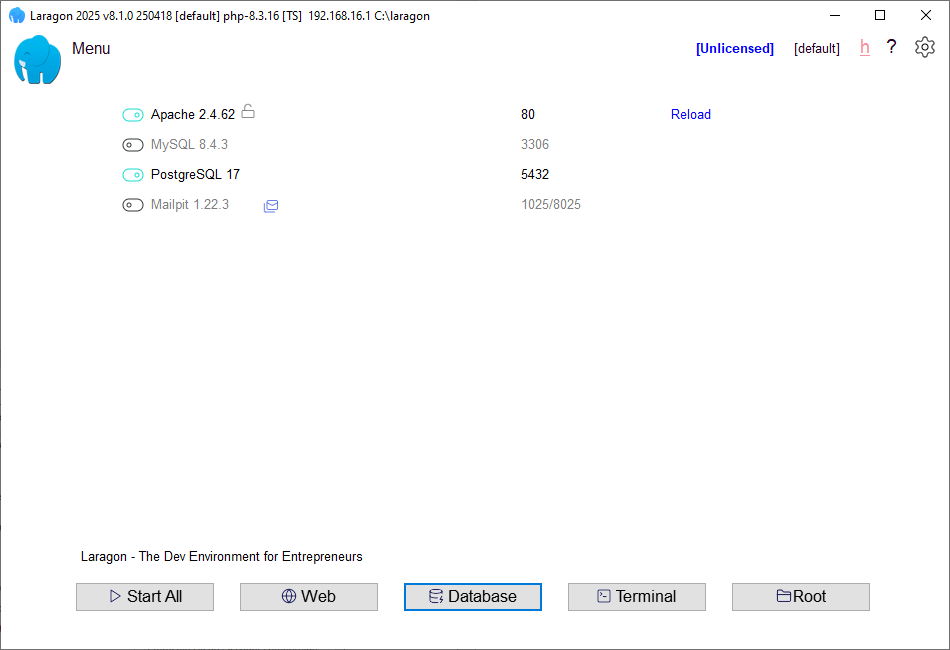 Laragon 2025 v8.1.0 250418 [default] php-8.3.16 [TS] 192.168.16.1 C:\laragon
Menu [Unlicensed] [default] h ?
Apache 2.4.62 80 Reload
MySQL 8.4.3 3306
PostgreSQL 17 5432
Mailpit 1.22.3 1025/8025
Laragon - The Dev Environment for Entrepreneurs
Start All Web Database Terminal Root